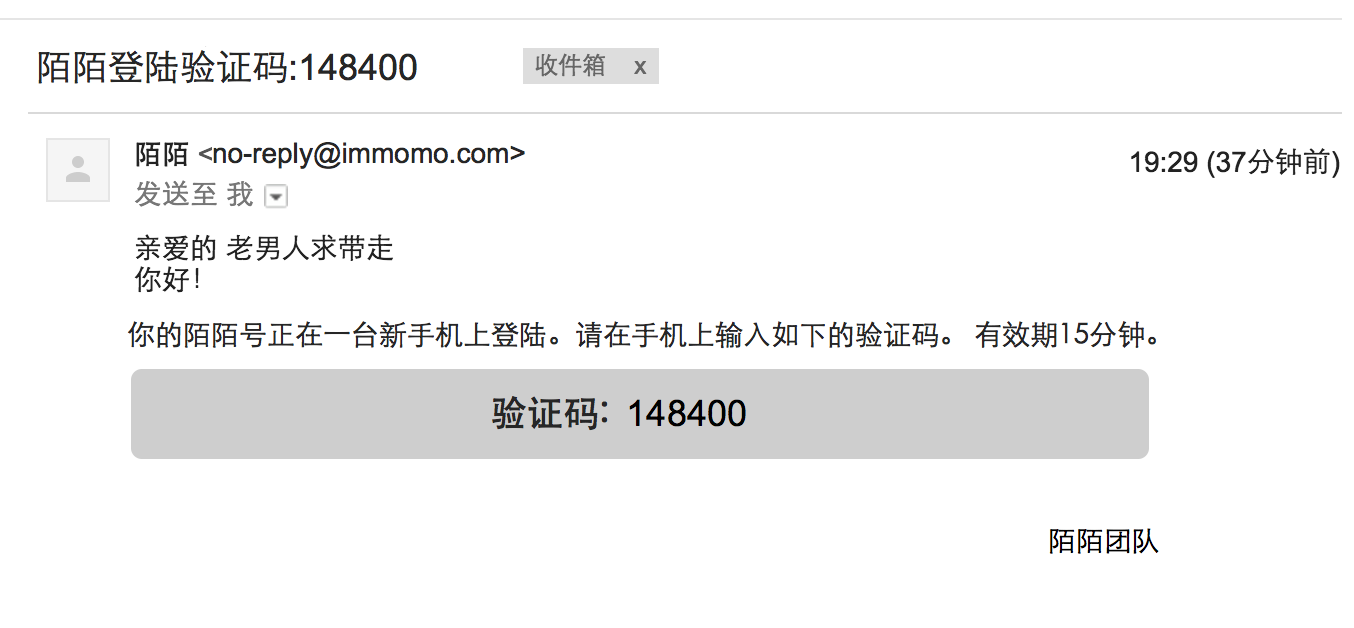 陌陌登陆验证码:148400
收件箱 x
陌陌 <no-reply@immomo.com>
19:29 (37分钟前)
发送至 我
亲爱的 老男人求带走
你好!
你的陌陌号正在一台新手机上登陆。请在手机上输入如下的验证码。 有效期15分钟。
验证码: 148400
陌陌团队